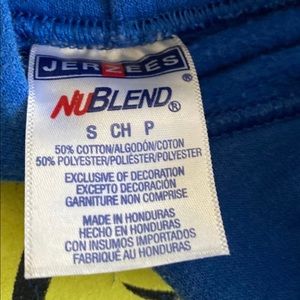 JERZEES®
NUBLEND®
S CH P
50% COTTON/ALGODÓN/COTON
50% POLYESTER/POLIÉSTER/POLYESTER
EXCLUSIVE OF DECORATION
EXCEPTO DECORACIÓN
GARNITURE NON COMPRISE
MADE IN HONDURAS
HECHO EN HONDURAS
CON INSUMOS IMPORTADOS
FABRIQUÉ AU HONDURAS